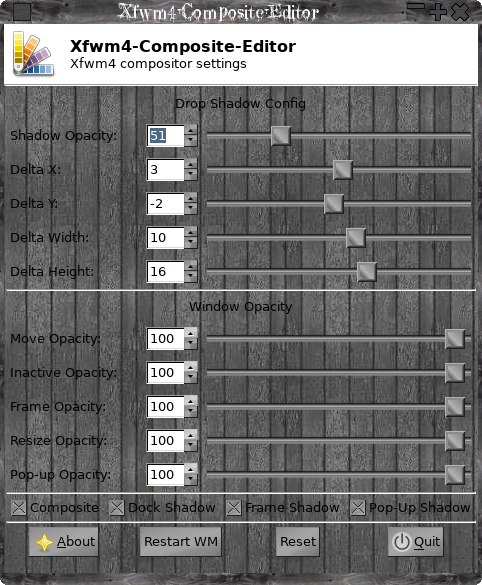 Xfwm4-Composite-Editor
Xfwm4-Composite-Editor
Xfwm4 compositor settings
Drop Shadow Config
Shadow Opacity: 51
Delta X: 3
Delta Y: -2
Delta Width: 10
Delta Height: 16
Window Opacity
Move Opacity: 100
Inactive Opacity: 100
Frame Opacity: 100
Resize Opacity: 100
Pop-up Opacity: 100
Composite Dock Shadow Frame Shadow Pop-Up Shadow
About Restart WM Reset Quit